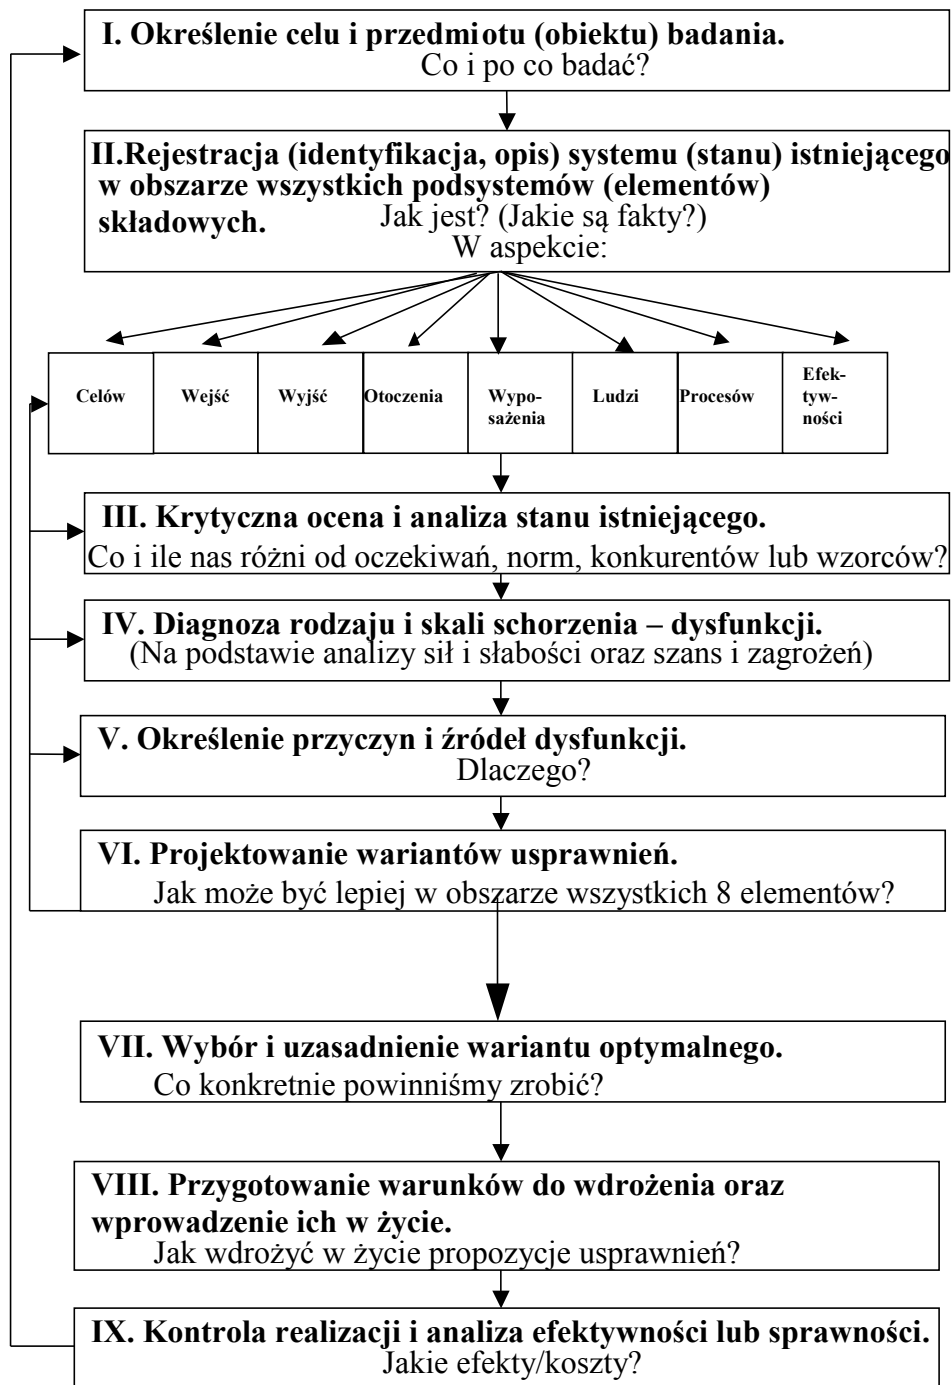 I. Określenie celu i przedmiotu (obiektu) badania.
Co i po co badać?
II.Rejestracja (identyfikacja, opis) systemu (stanu) istniejącego
w obszarze wszystkich podsystemów (elementów)
składowych.
Jak jest? (Jakie są fakty?)
W aspekcie:
Celów
Wejść
Wyjść
Otoczenia
Wypo-
sażenia
Ludzi
Procesów
Efek-
tyw-
ności
III. Krytyczna ocena i analiza stanu istniejącego.
Co i ile nas różni od oczekiwań, norm, konkurentów lub wzorców?
IV. Diagnoza rodzaju i skali schorzenia – dysfunkcji.
(Na podstawie analizy sił i słabości oraz szans i zagrożeń)
V. Określenie przyczyn i źródeł dysfunkcji.
Dlaczego?
VI. Projektowanie wariantów usprawnień.
Jak może być lepiej w obszarze wszystkich 8 elementów?
VII. Wybór i uzasadnienie wariantu optymalnego.
Co konkretnie powinniśmy zrobić?
VIII. Przygotowanie warunków do wdrożenia oraz
wprowadzenie ich w życie.
Jak wdrożyć w życie propozycje usprawnień?
IX. Kontrola realizacji i analiza efektywności lub sprawności.
Jakie efekty/koszty?